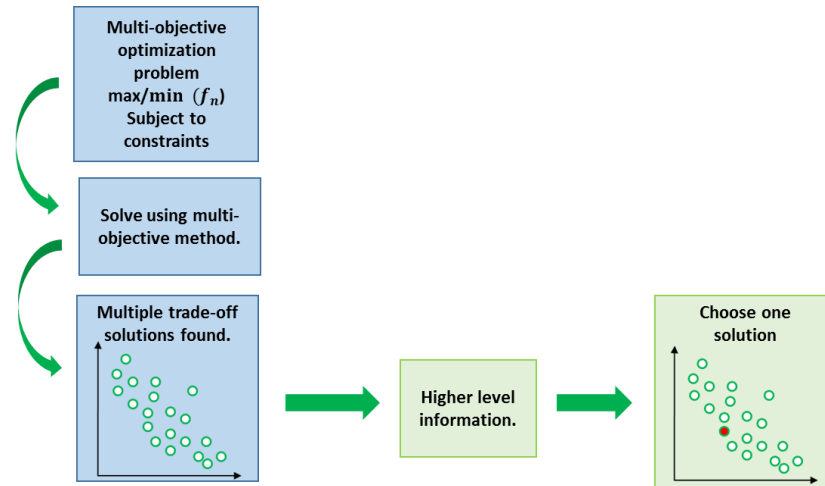 Multi-objective
optimization
problem
max/min (fₙ)
Subject to
constraints
Solve using multi-
objective method.
Multiple trade-off
solutions found.
Higher level
information.
Choose one
solution